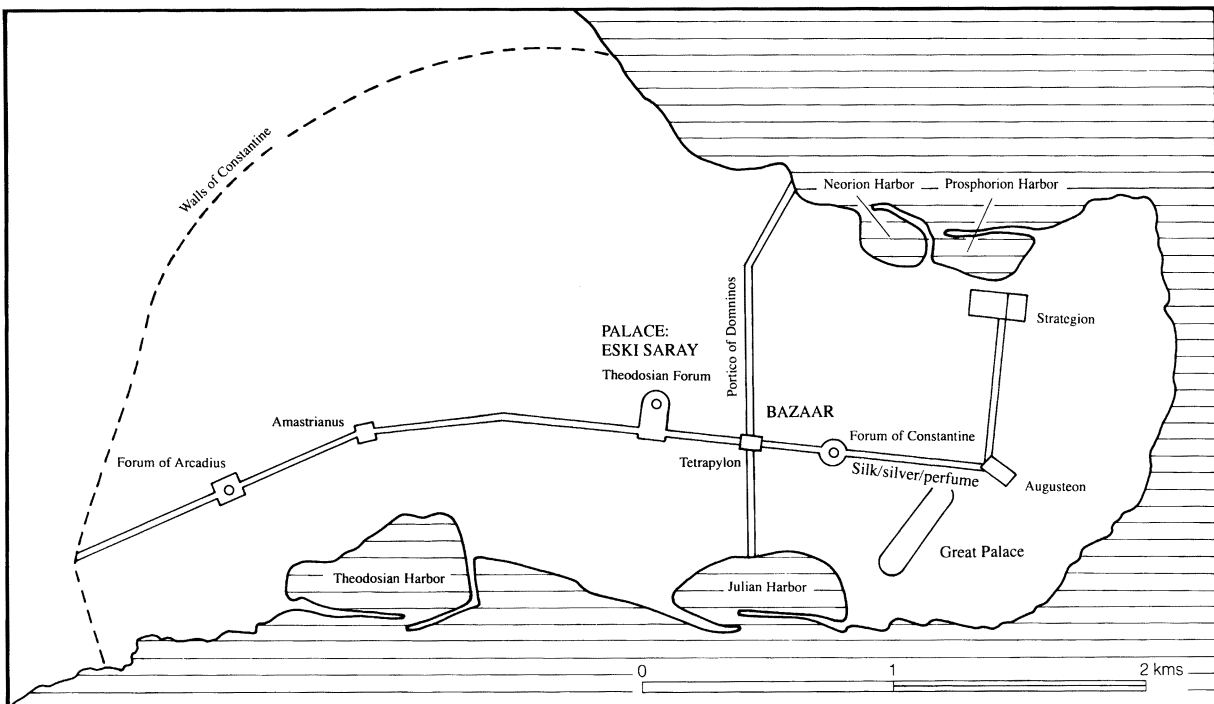 Walls of Constantine
Neorion Harbor
Prosphorion Harbor
Portico of Domninos
Strategion
PALACE:
ESKI SARAY
Theodosian Forum
BAZAAR
Amastrianus
Forum of Constantine
Forum of Arcadius
Tetrapylon
Silk/silver/perfume
Augusteon
Great Palace
Theodosian Harbor
Julian Harbor
0 1 2 kms